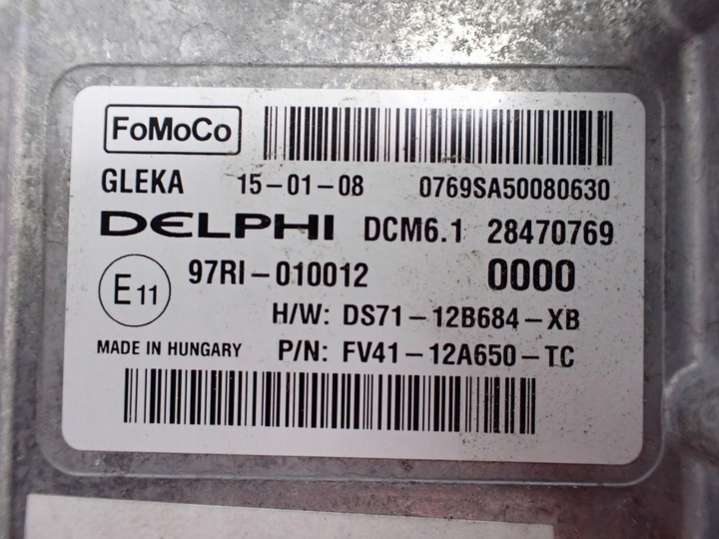 FoMoCo
GLEKA 15-01-08 0769SA50080630
DELPHI DCM6.1 28470769
E11 97RI-010012 0000
H/W: DS71-12B684-XB
MADE IN HUNGARY P/N: FV41-12A650-TC